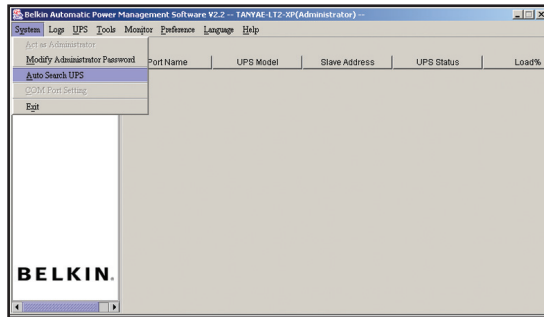 Belkin Automatic Power Management Software V2.2 -- TANYAE-LT2-XP(Administrator) --
System Logs UPS Tools Monitor Preference Language Help
Act as Administrator
Modify Administrator Password
Port Name UPS Model Slave Address UPS Status Load%
Auto Search UPS
COM Port Setting
Exit
BELKIN.